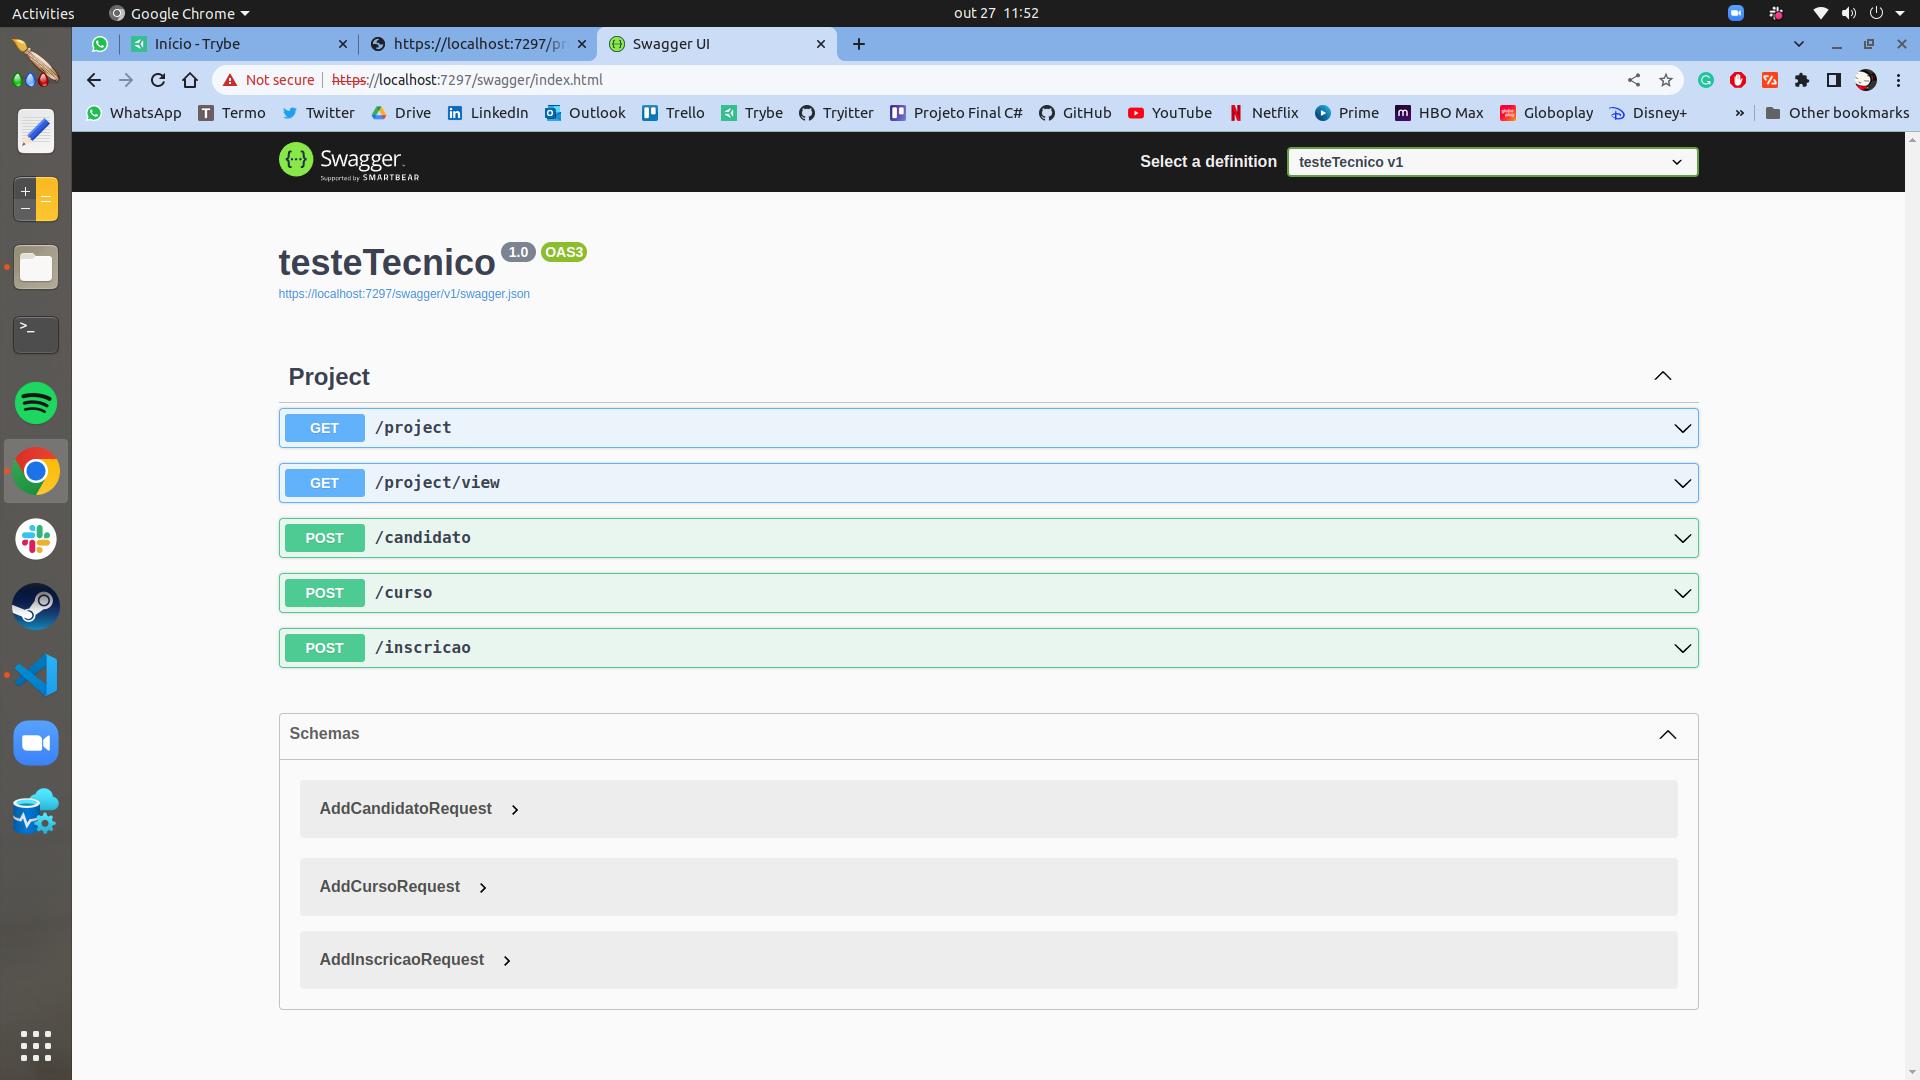 Activities
Google Chrome
out 27 11:52
Início - Trybe
https://localhost:7297/pr
Swagger UI
Not secure
https://localhost:7297/swagger/index.html
WhatsApp
Termo
Twitter
Drive
LinkedIn
Outlook
Trello
Trybe
Tryitter
Projeto Final C#
GitHub
YouTube
Netflix
Prime
HBO Max
Globoplay
Disney+
»
Other bookmarks
Swagger.
Supported by SMARTBEAR
Select a definition
testeTecnico v1
testeTecnico 1.0 OAS3
https://localhost:7297/swagger/v1/swagger.json
Project
GET /project
GET /project/view
POST /candidato
POST /curso
POST /inscricao
Schemas
AddCandidatoRequest
AddCursoRequest
AddInscricaoRequest